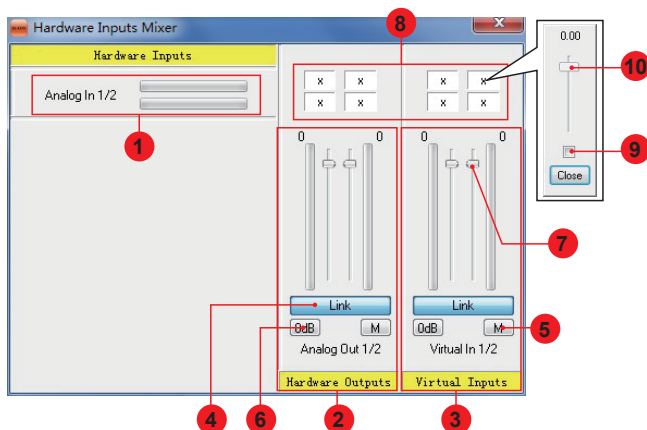 Hardware Inputs Mixer
x
8
0.00
Hardware Inputs
x x x x
10
Analog In 1/2
x x x x
1
0 0 0 0
9
Close
7
Link Link
4
0dB M 0dB M
5
Analog Out 1/2 Virtual In 1/2
Hardware Outputs Virtual Inputs
4 6 2 3